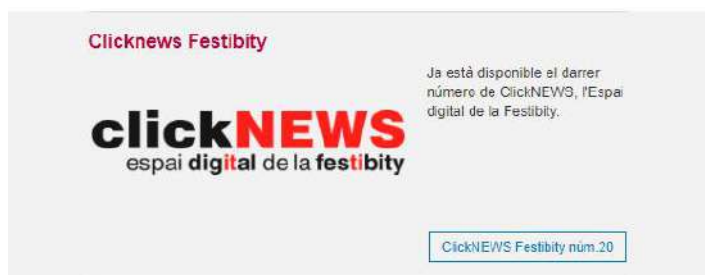 Clicknews Festibity
Ja està disponible el darrer
número de ClickNEWS, l'Espai
digital de la Festibity.
clickNEWS
espai digital de la festibity
ClickNEWS Festibity núm.20